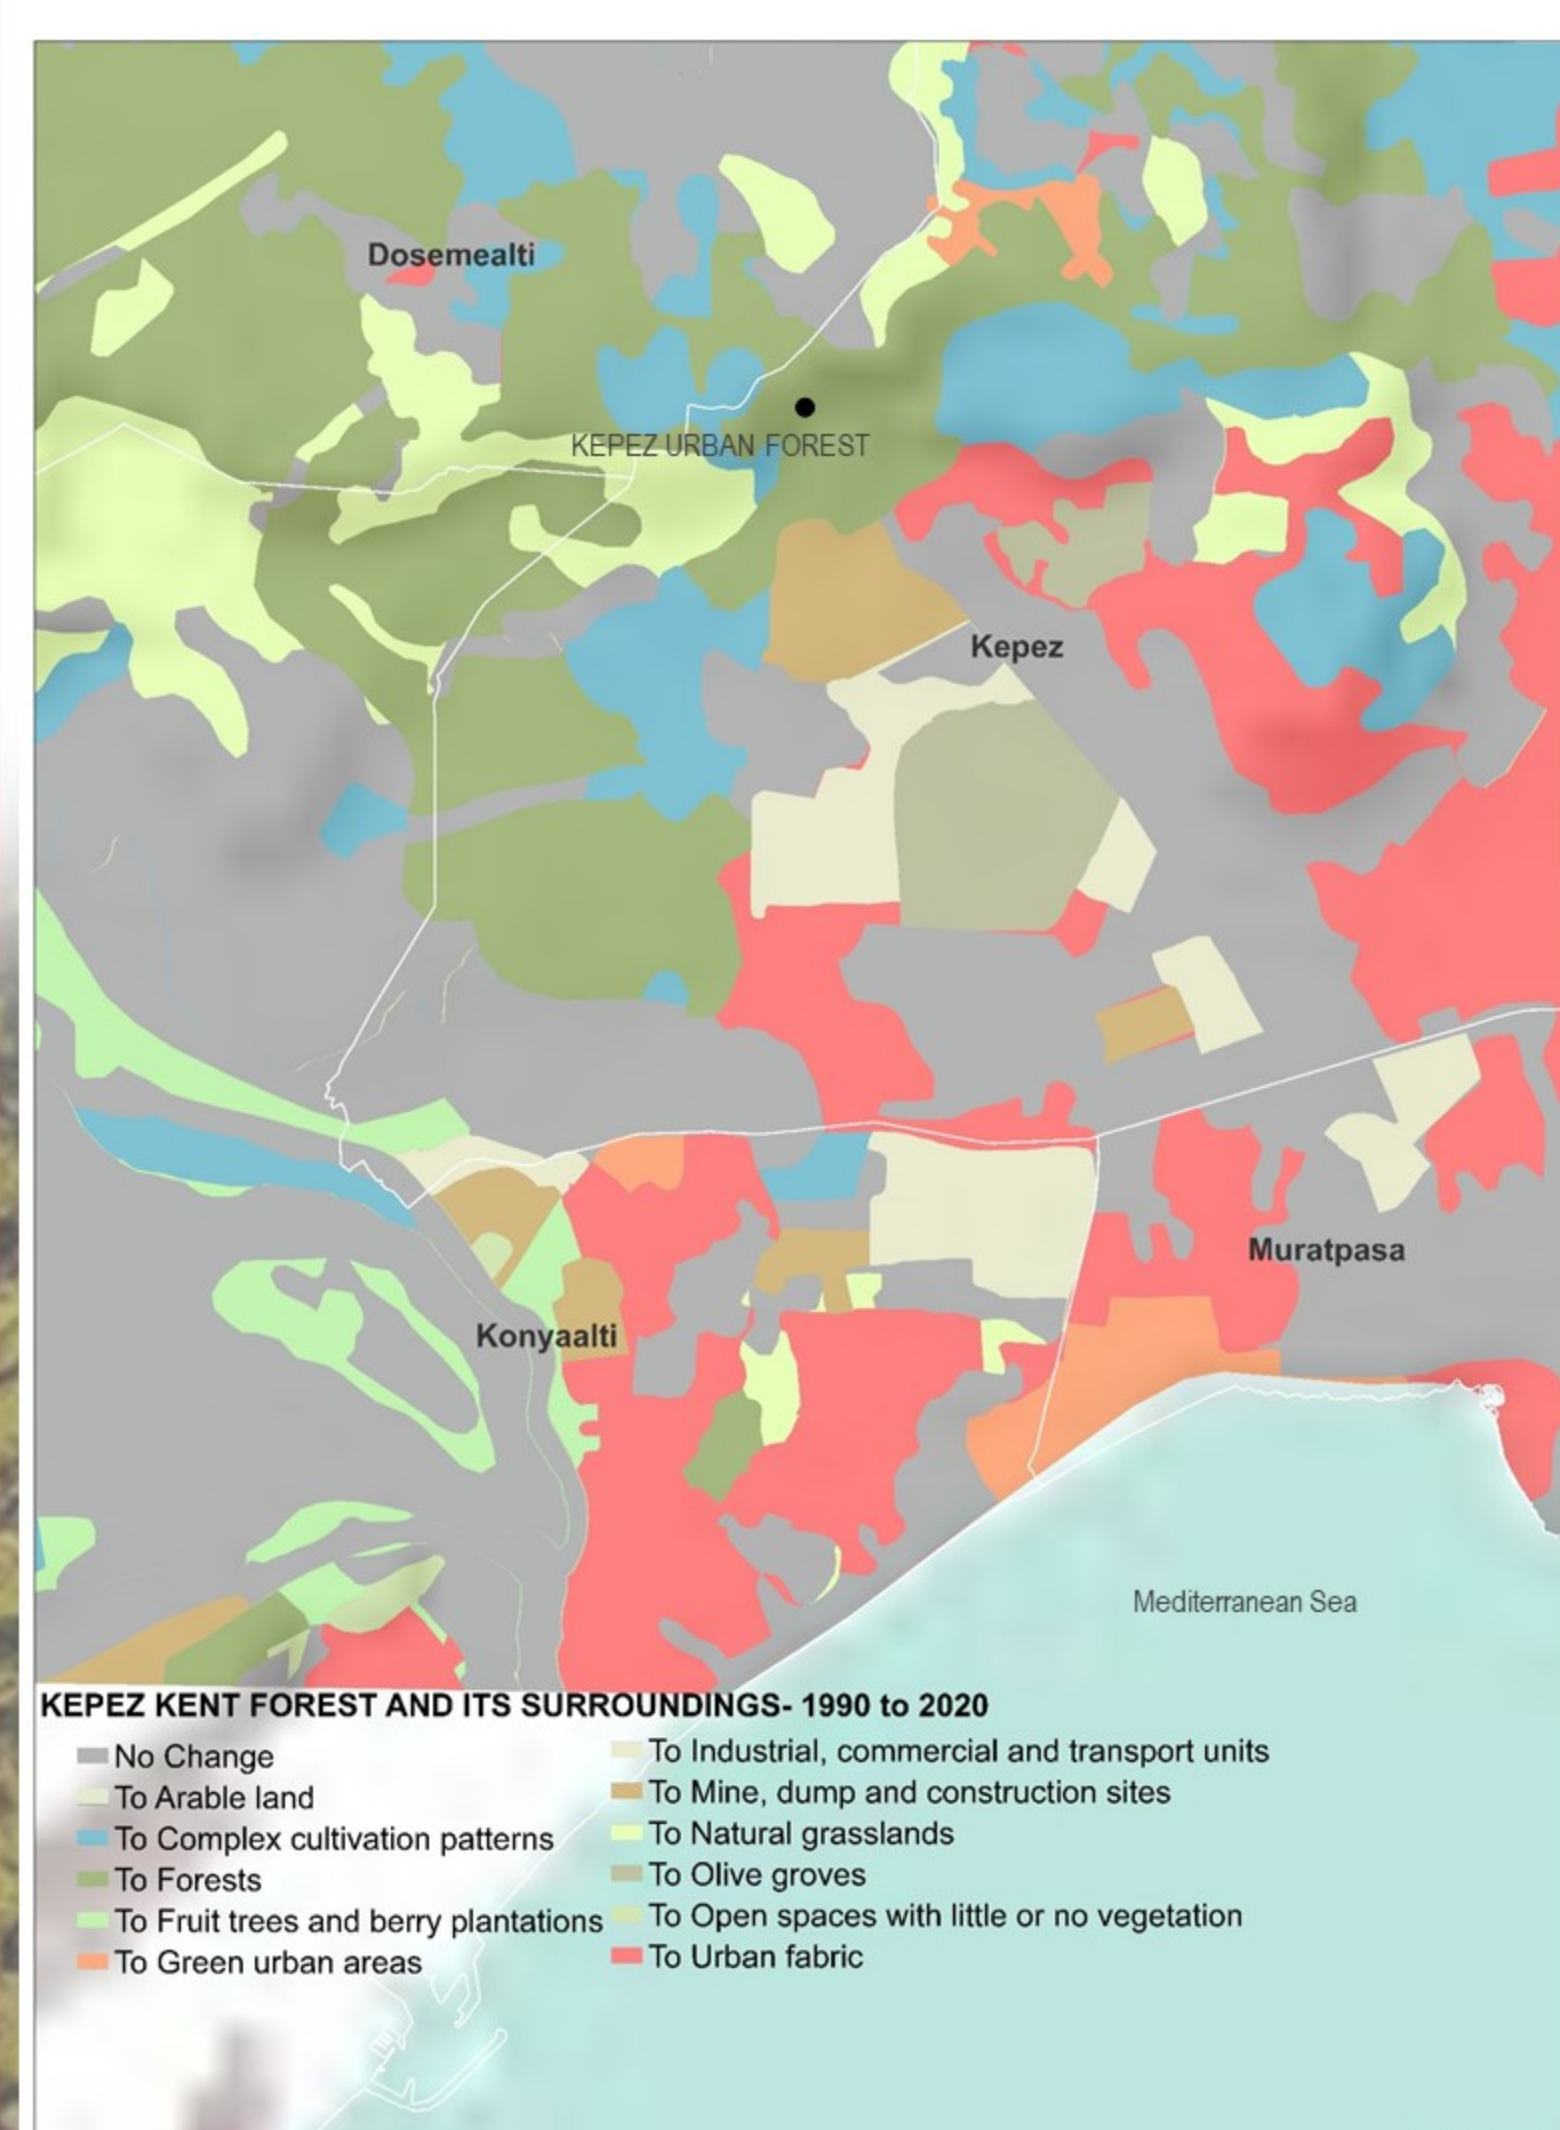 Dosemealti
KEPEZ URBAN FOREST
Kepez
Muratpasa
Konyaalti
Mediterranean Sea
KEPEZ KENT FOREST AND ITS SURROUNDINGS- 1990 to 2020
No Change
To Arable land
To Complex cultivation patterns
To Forests
To Fruit trees and berry plantations
To Green urban areas
To Industrial, commercial and transport units
To Mine, dump and construction sites
To Natural grasslands
To Olive groves
To Open spaces with little or no vegetation
To Urban fabric